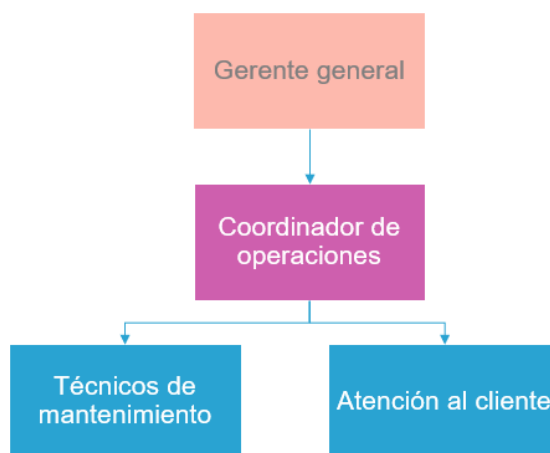 Gerente general
Coordinador de
operaciones
Técnicos de
mantenimiento
Atención al cliente